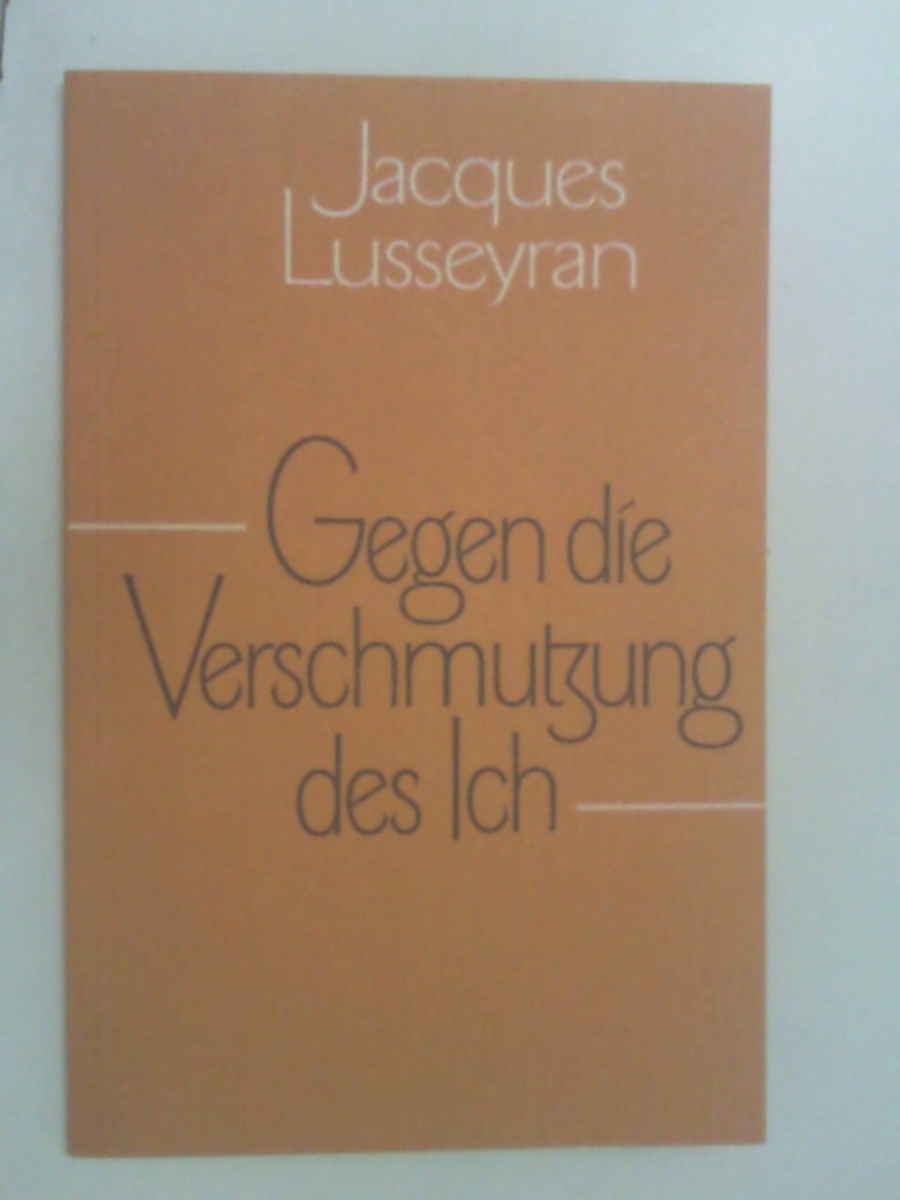 Jacques
Lusseyran
Gegen die
Verschmutzung
des Ich